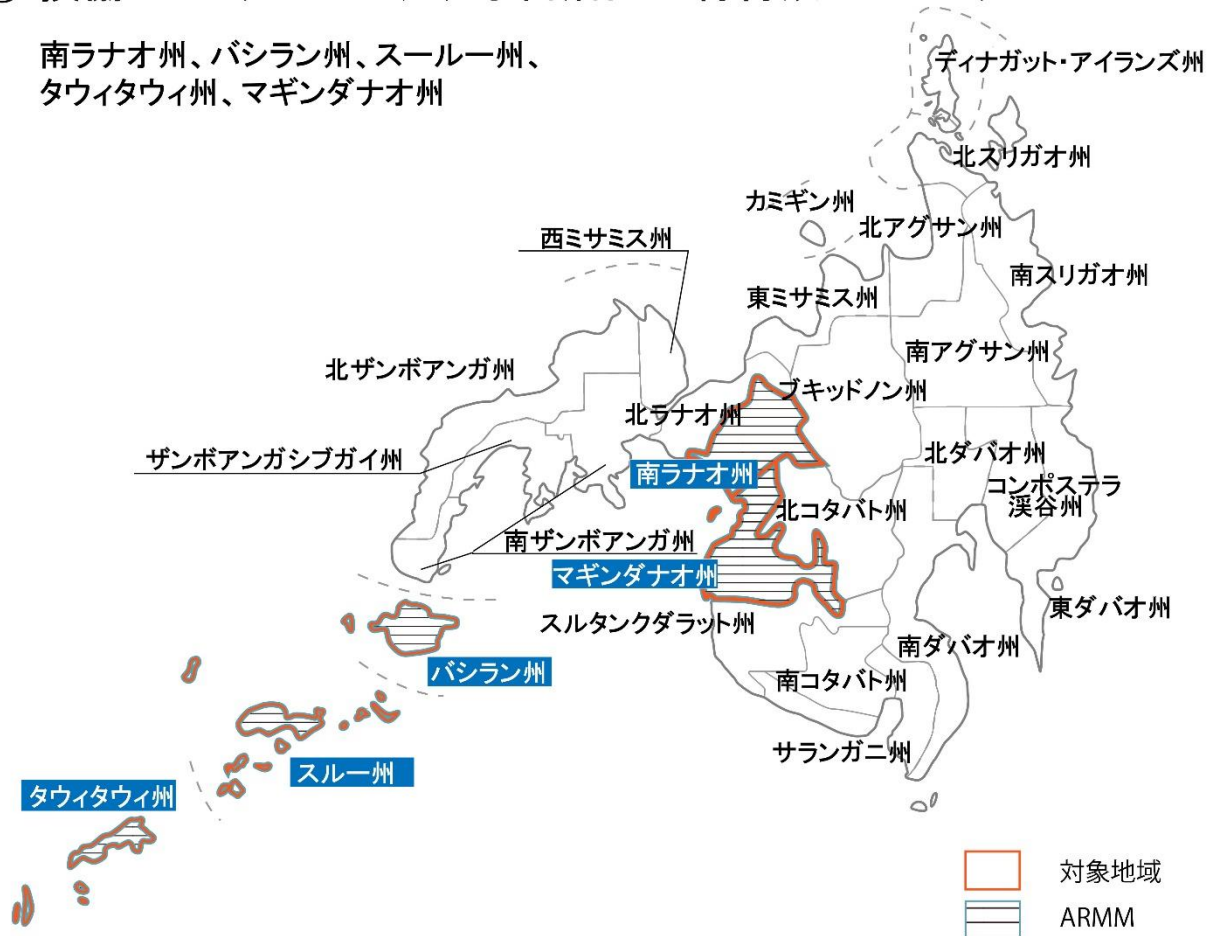 南ラナオ州、バシラン州、スールー州、
タウィタウィ州、マギンダナオ州
ディナガット・アイランズ州
北スリガオ州
カミギン州
北アグサン州
西ミサミス州
南スリガオ州
東ミサミス州
南アグサン州
北ザンボアンガ州
ブキッドノン州
北ラナオ州
ザンボアンガシブガイ州
北ダバオ州
南ラナオ州
コンポステラ
渓谷州
北コタバト州
南ザンボアンガ州
マギンダナオ州
東ダバオ州
スルタンクダラット州
南ダバオ州
バシラン州
南コタバト州
サランガニ州
スルー州
タウィタウィ州
対象地域
ARMM